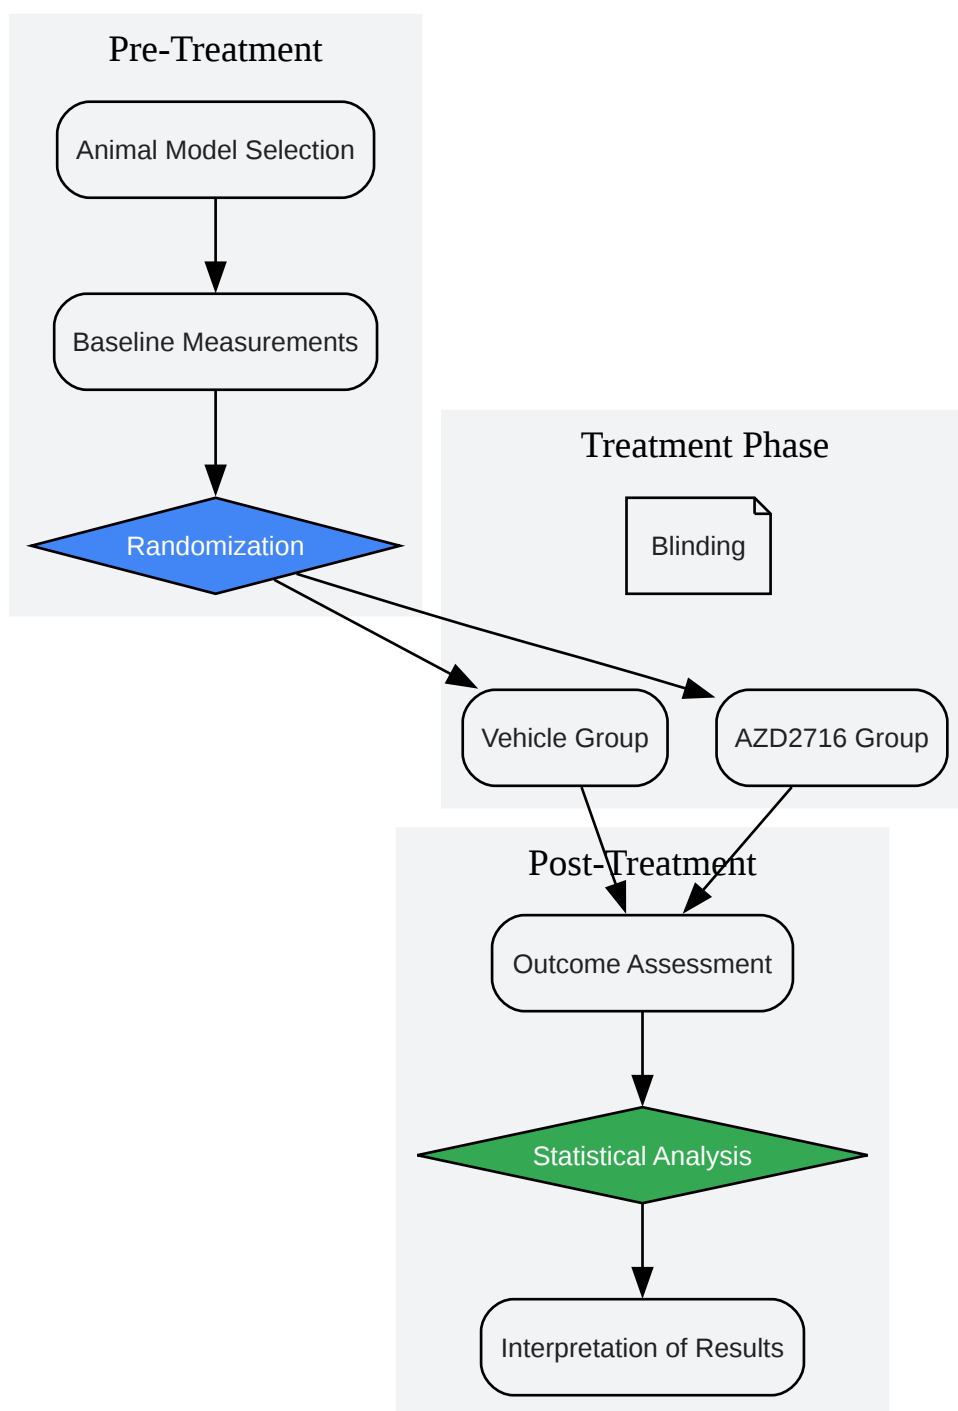 Pre-Treatment
Animal Model Selection
Baseline Measurements
Randomization
Treatment Phase
Blinding
Vehicle Group
AZD2716 Group
Post-Treatment
Outcome Assessment
Statistical Analysis
Interpretation of Results